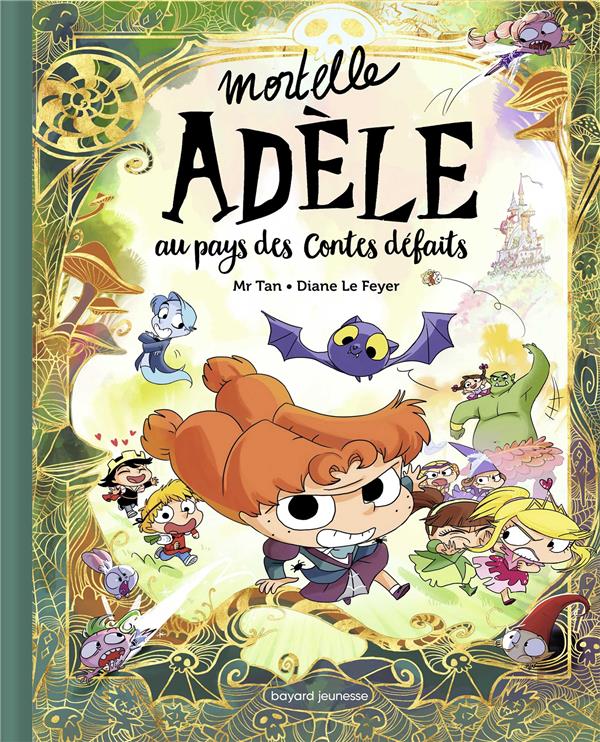 mortelle
ADÈLE
au pays des Contes défaits
Mr Tan • Diane Le Feyer
bayard jeunesse